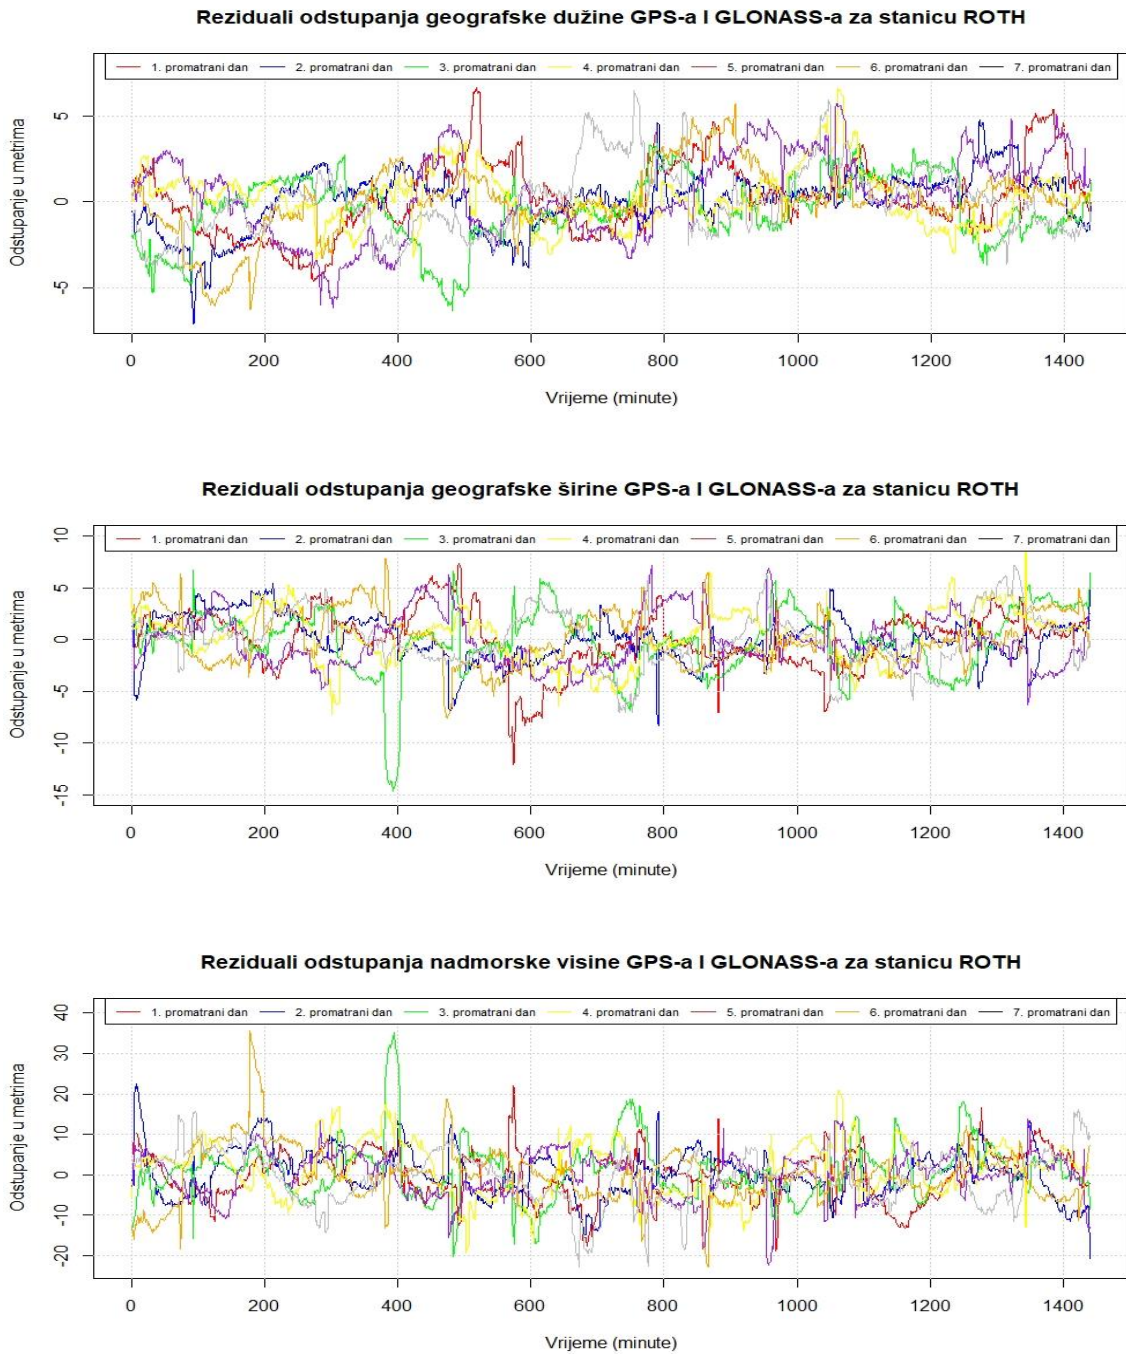 Reziduali odstupanja geografske dužine GPS-a I GLONASS-a za stanicu ROTH
1. promatrani dan 2. promatrani dan 3. promatrani dan 4. promatrani dan 5. promatrani dan 6. promatrani dan 7. promatrani dan
Odstupanje u metrima
5
0
-5
0 200 400 600 800 1000 1200 1400
Vrijeme (minute)
Reziduali odstupanja geografske širine GPS-a I GLONASS-a za stanicu ROTH
1. promatrani dan 2. promatrani dan 3. promatrani dan 4. promatrani dan 5. promatrani dan 6. promatrani dan 7. promatrani dan
Odstupanje u metrima
10
5
0
-5
-10
-15
0 200 400 600 800 1000 1200 1400
Vrijeme (minute)
Reziduali odstupanja nadmorske visine GPS-a I GLONASS-a za stanicu ROTH
1. promatrani dan 2. promatrani dan 3. promatrani dan 4. promatrani dan 5. promatrani dan 6. promatrani dan 7. promatrani dan
Odstupanje u metrima
40
30
20
10
0
-10
-20
0 200 400 600 800 1000 1200 1400
Vrijeme (minute)